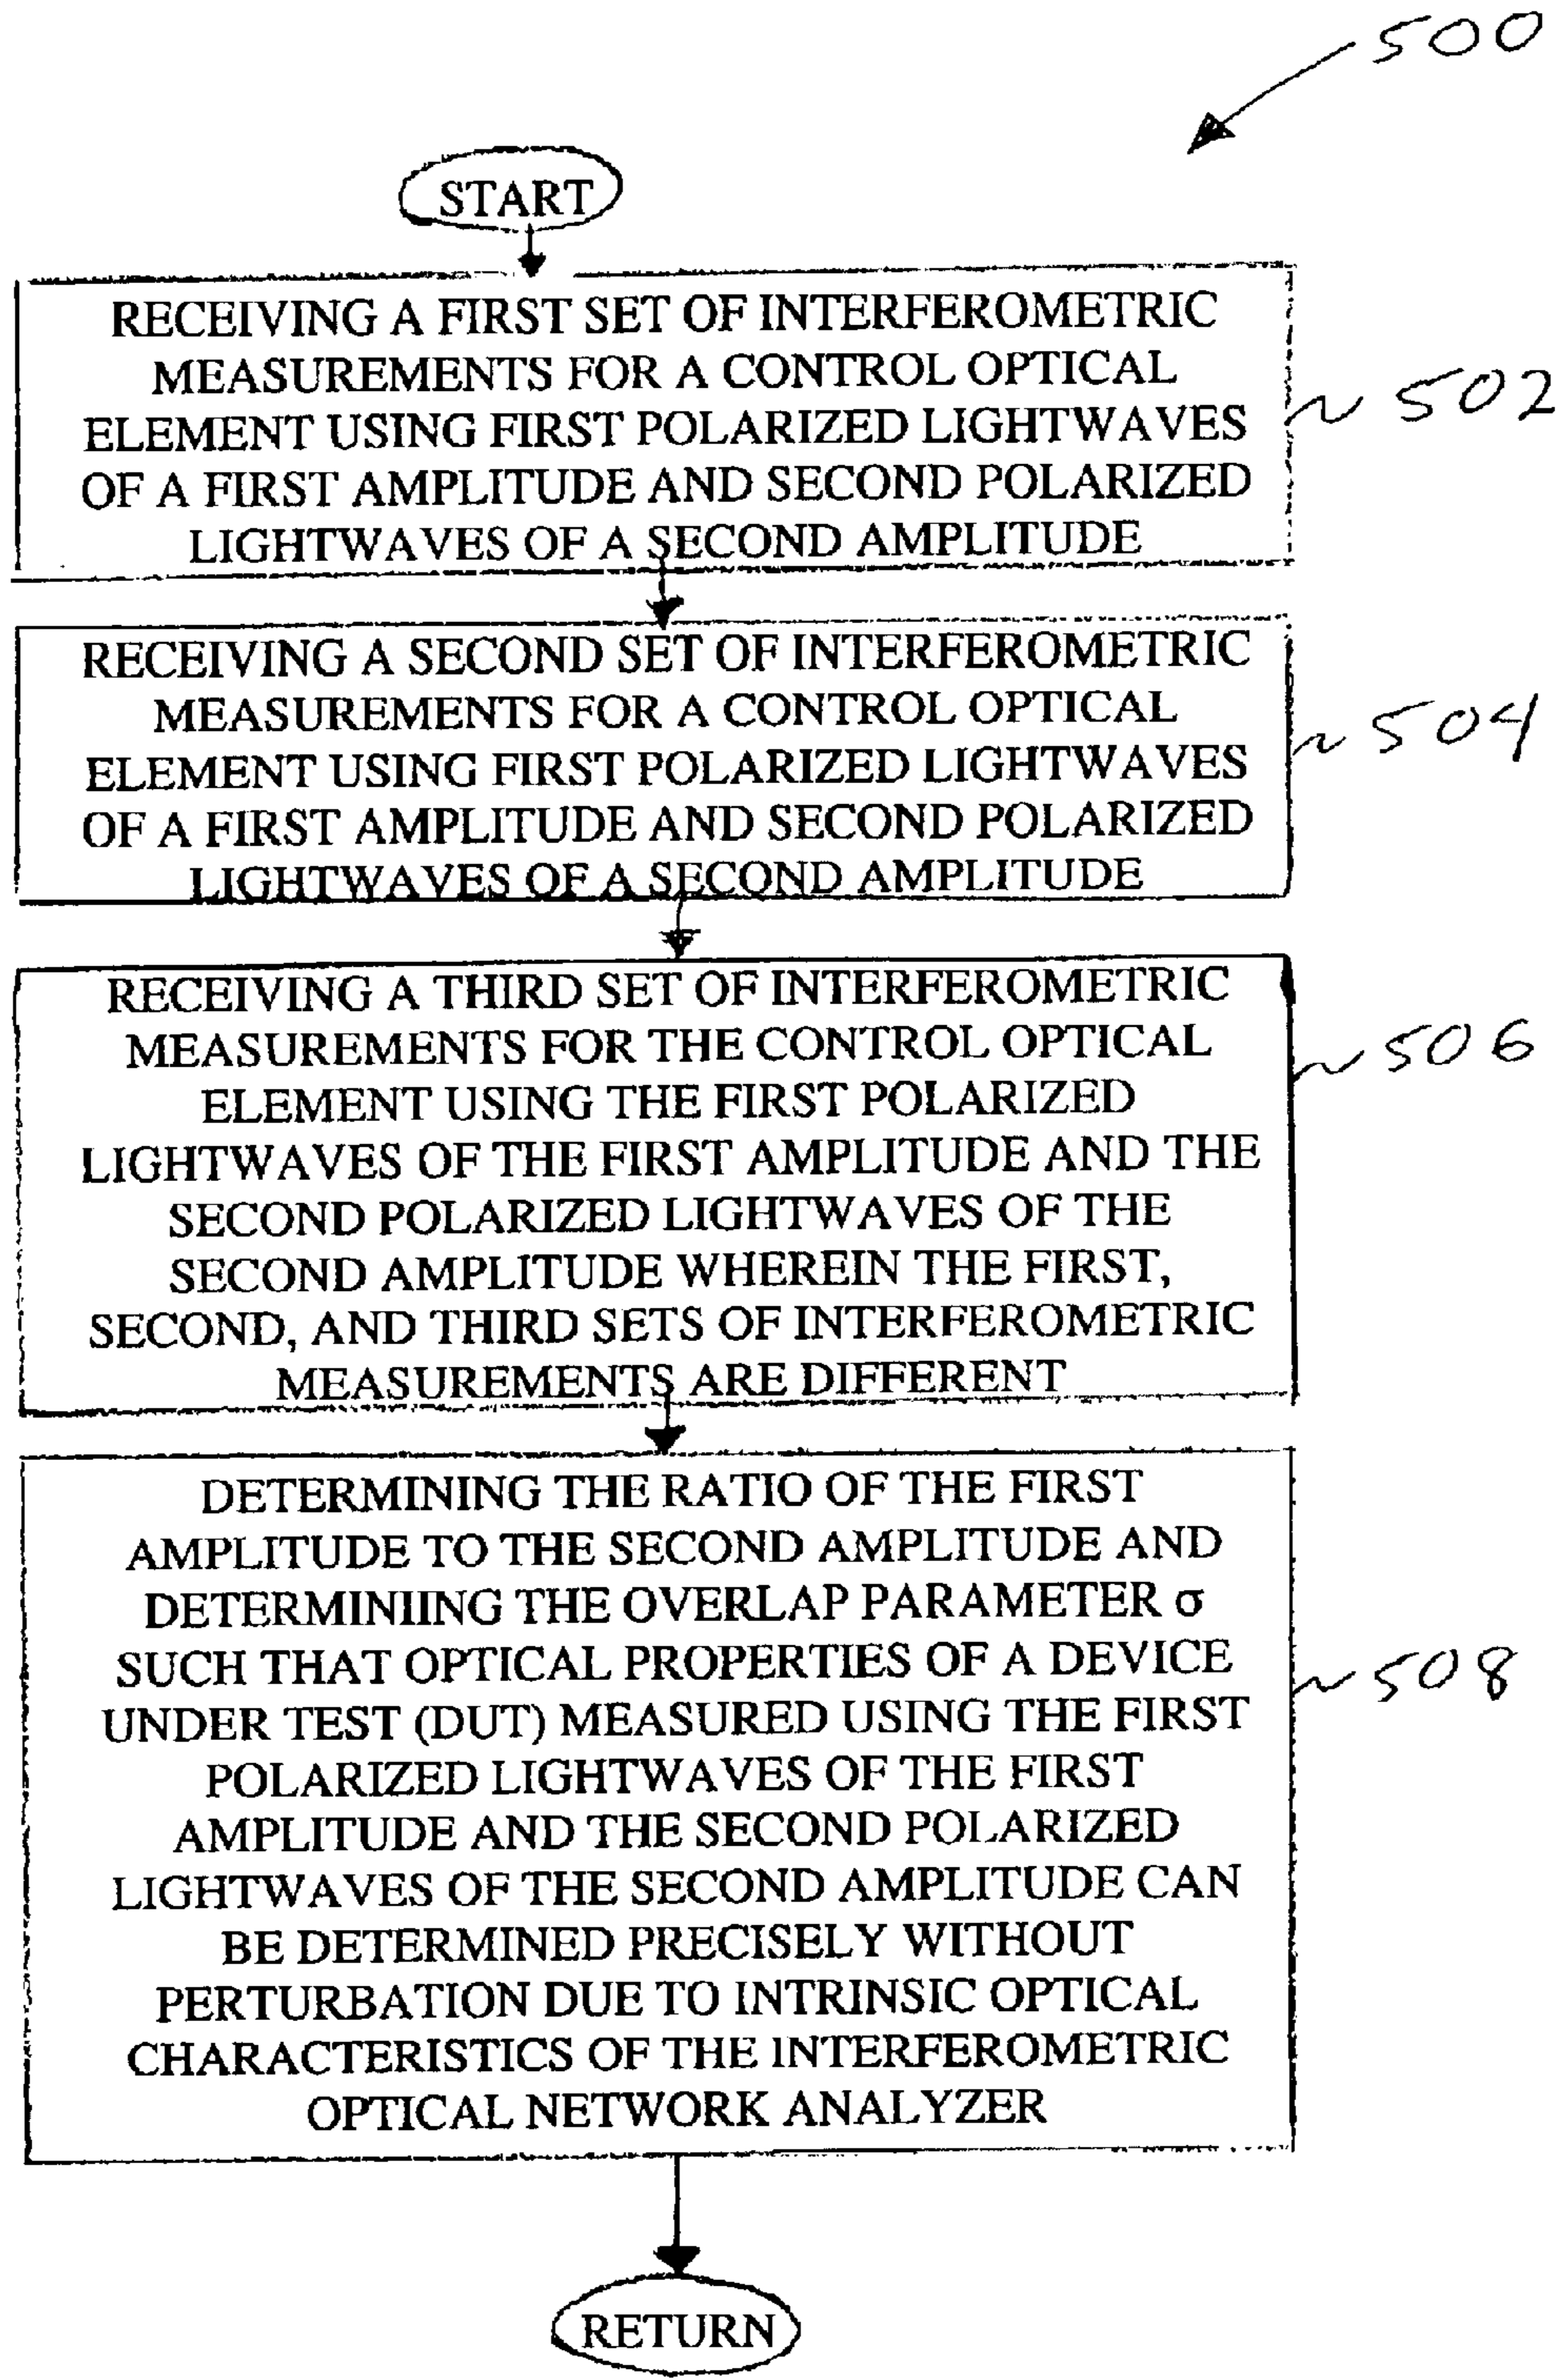 500
START
RECEIVING A FIRST SET OF INTERFEROMETRIC
MEASUREMENTS FOR A CONTROL OPTICAL
ELEMENT USING FIRST POLARIZED LIGHTWAVES
OF A FIRST AMPLITUDE AND SECOND POLARIZED
LIGHTWAVES OF A SECOND AMPLITUDE
502
RECEIVING A SECOND SET OF INTERFEROMETRIC
MEASUREMENTS FOR A CONTROL OPTICAL
ELEMENT USING FIRST POLARIZED LIGHTWAVES
OF A FIRST AMPLITUDE AND SECOND POLARIZED
LIGHTWAVES OF A SECOND AMPLITUDE
504
RECEIVING A THIRD SET OF INTERFEROMETRIC
MEASUREMENTS FOR THE CONTROL OPTICAL
ELEMENT USING THE FIRST POLARIZED
LIGHTWAVES OF THE FIRST AMPLITUDE AND THE
SECOND POLARIZED LIGHTWAVES OF THE
SECOND AMPLITUDE WHEREIN THE FIRST,
SECOND, AND THIRD SETS OF INTERFEROMETRIC
MEASUREMENTS ARE DIFFERENT
506
DETERMINING THE RATIO OF THE FIRST
AMPLITUDE TO THE SECOND AMPLITUDE AND
DETERMINIING THE OVERLAP PARAMETER σ
SUCH THAT OPTICAL PROPERTIES OF A DEVICE
UNDER TEST (DUT) MEASURED USING THE FIRST
POLARIZED LIGHTWAVES OF THE FIRST
AMPLITUDE AND THE SECOND POLARIZED
LIGHTWAVES OF THE SECOND AMPLITUDE CAN
BE DETERMINED PRECISELY WITHOUT
PERTURBATION DUE TO INTRINSIC OPTICAL
CHARACTERISTICS OF THE INTERFEROMETRIC
OPTICAL NETWORK ANALYZER
508
RETURN